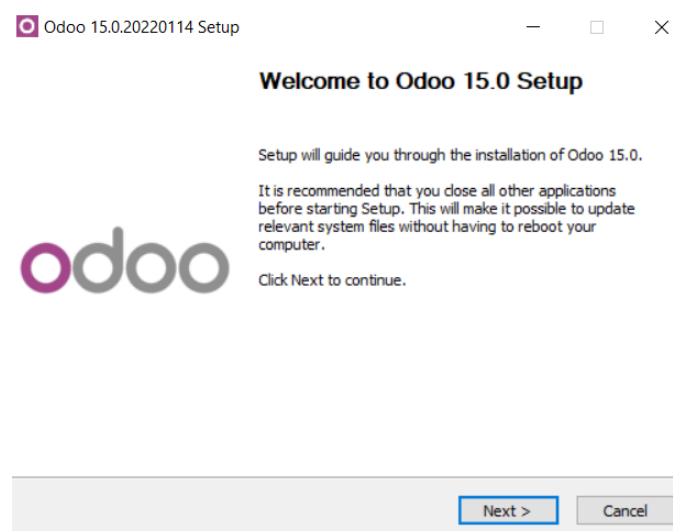 Odoo 15.0.20220114 Setup
Welcome to Odoo 15.0 Setup
Setup will guide you through the installation of Odoo 15.0.
It is recommended that you close all other applications
before starting Setup. This will make it possible to update
relevant system files without having to reboot your
computer.
Click Next to continue.
odoo
Next >
Cancel